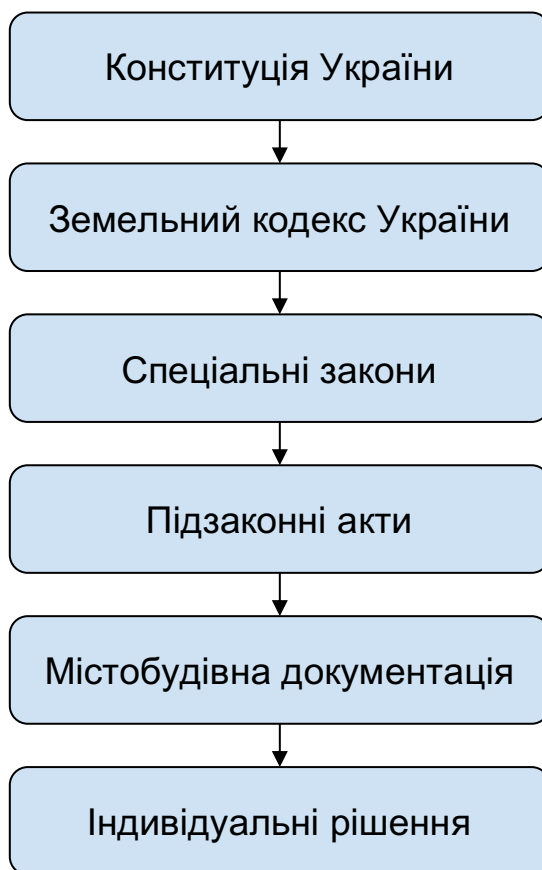 Конституція України
Земельний кодекс України
Спеціальні закони
Підзаконні акти
Містобудівна документація
Індивідуальні рішення